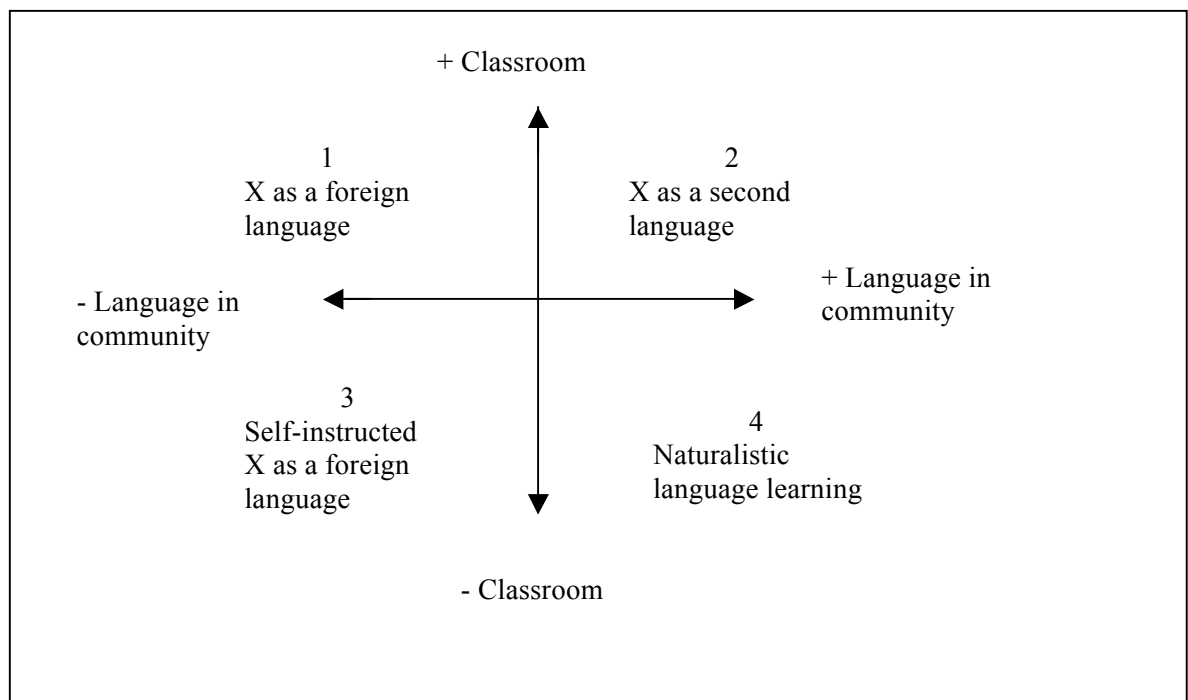 + Classroom
1
X as a foreign
language
2
X as a second
language
- Language in
community
+ Language in
community
3
Self-instructed
X as a foreign
language
4
Naturalistic
language learning
- Classroom